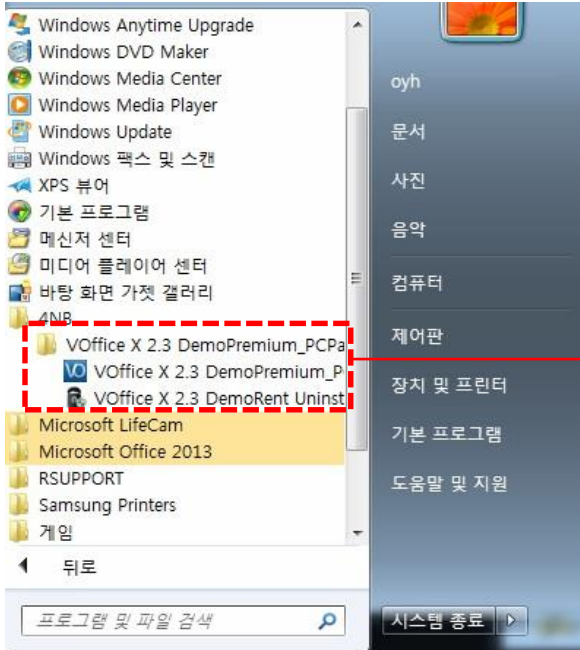 Windows Anytime Upgrade
Windows DVD Maker
Windows Media Center
Windows Media Player
Windows Update
Windows 팩스 및 스캔
XPS 뷰어
기본 프로그램
메신저 센터
미디어 플레이어 센터
바탕 화면 가젯 갤러리
4NB
VOffice X 2.3 DemoPremium_PCPa
VO
VOffice X 2.3 DemoPremium_P
VOffice X 2.3 DemoRent Uninst
Microsoft LifeCam
Microsoft Office 2013
RSUPPORT
Samsung Printers
게임
뒤로
프로그램 및 파일 검색
oyh
문서
사진
음악
컴퓨터
제어판
장치 및 프린터
기본 프로그램
도움말 및 지원
시스템 종료